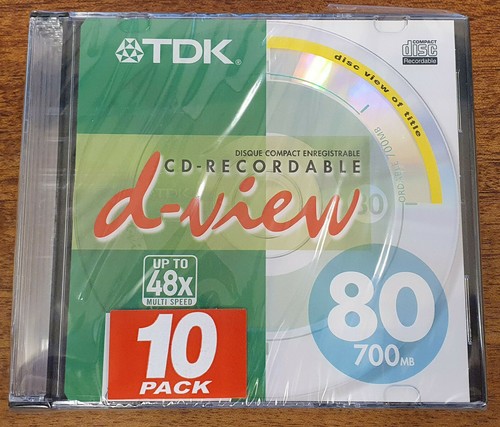 TDK®
COMPACT
disc
Recordable
disc view of title
DISQUE COMPACT ENREGISTRABLE
CD-RECORDABLE
d-view
UP TO
48x
MULTI SPEED
80
700MB
10
PACK